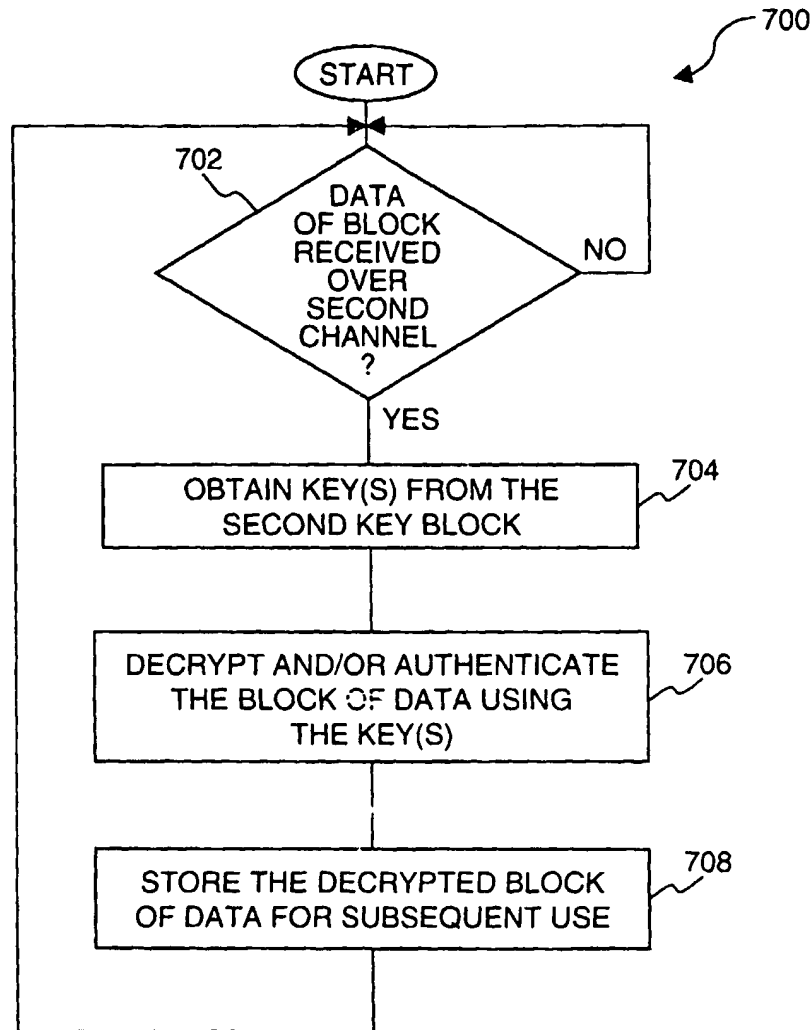 700
START
702
DATA
OF BLOCK
RECEIVED
OVER
SECOND
CHANNEL
?
NO
YES
OBTAIN KEY(S) FROM THE
SECOND KEY BLOCK
704
DECRYPT AND/OR AUTHENTICATE
THE BLOCK OF DATA USING
THE KEY(S)
706
STORE THE DECRYPTED BLOCK
OF DATA FOR SUBSEQUENT USE
708